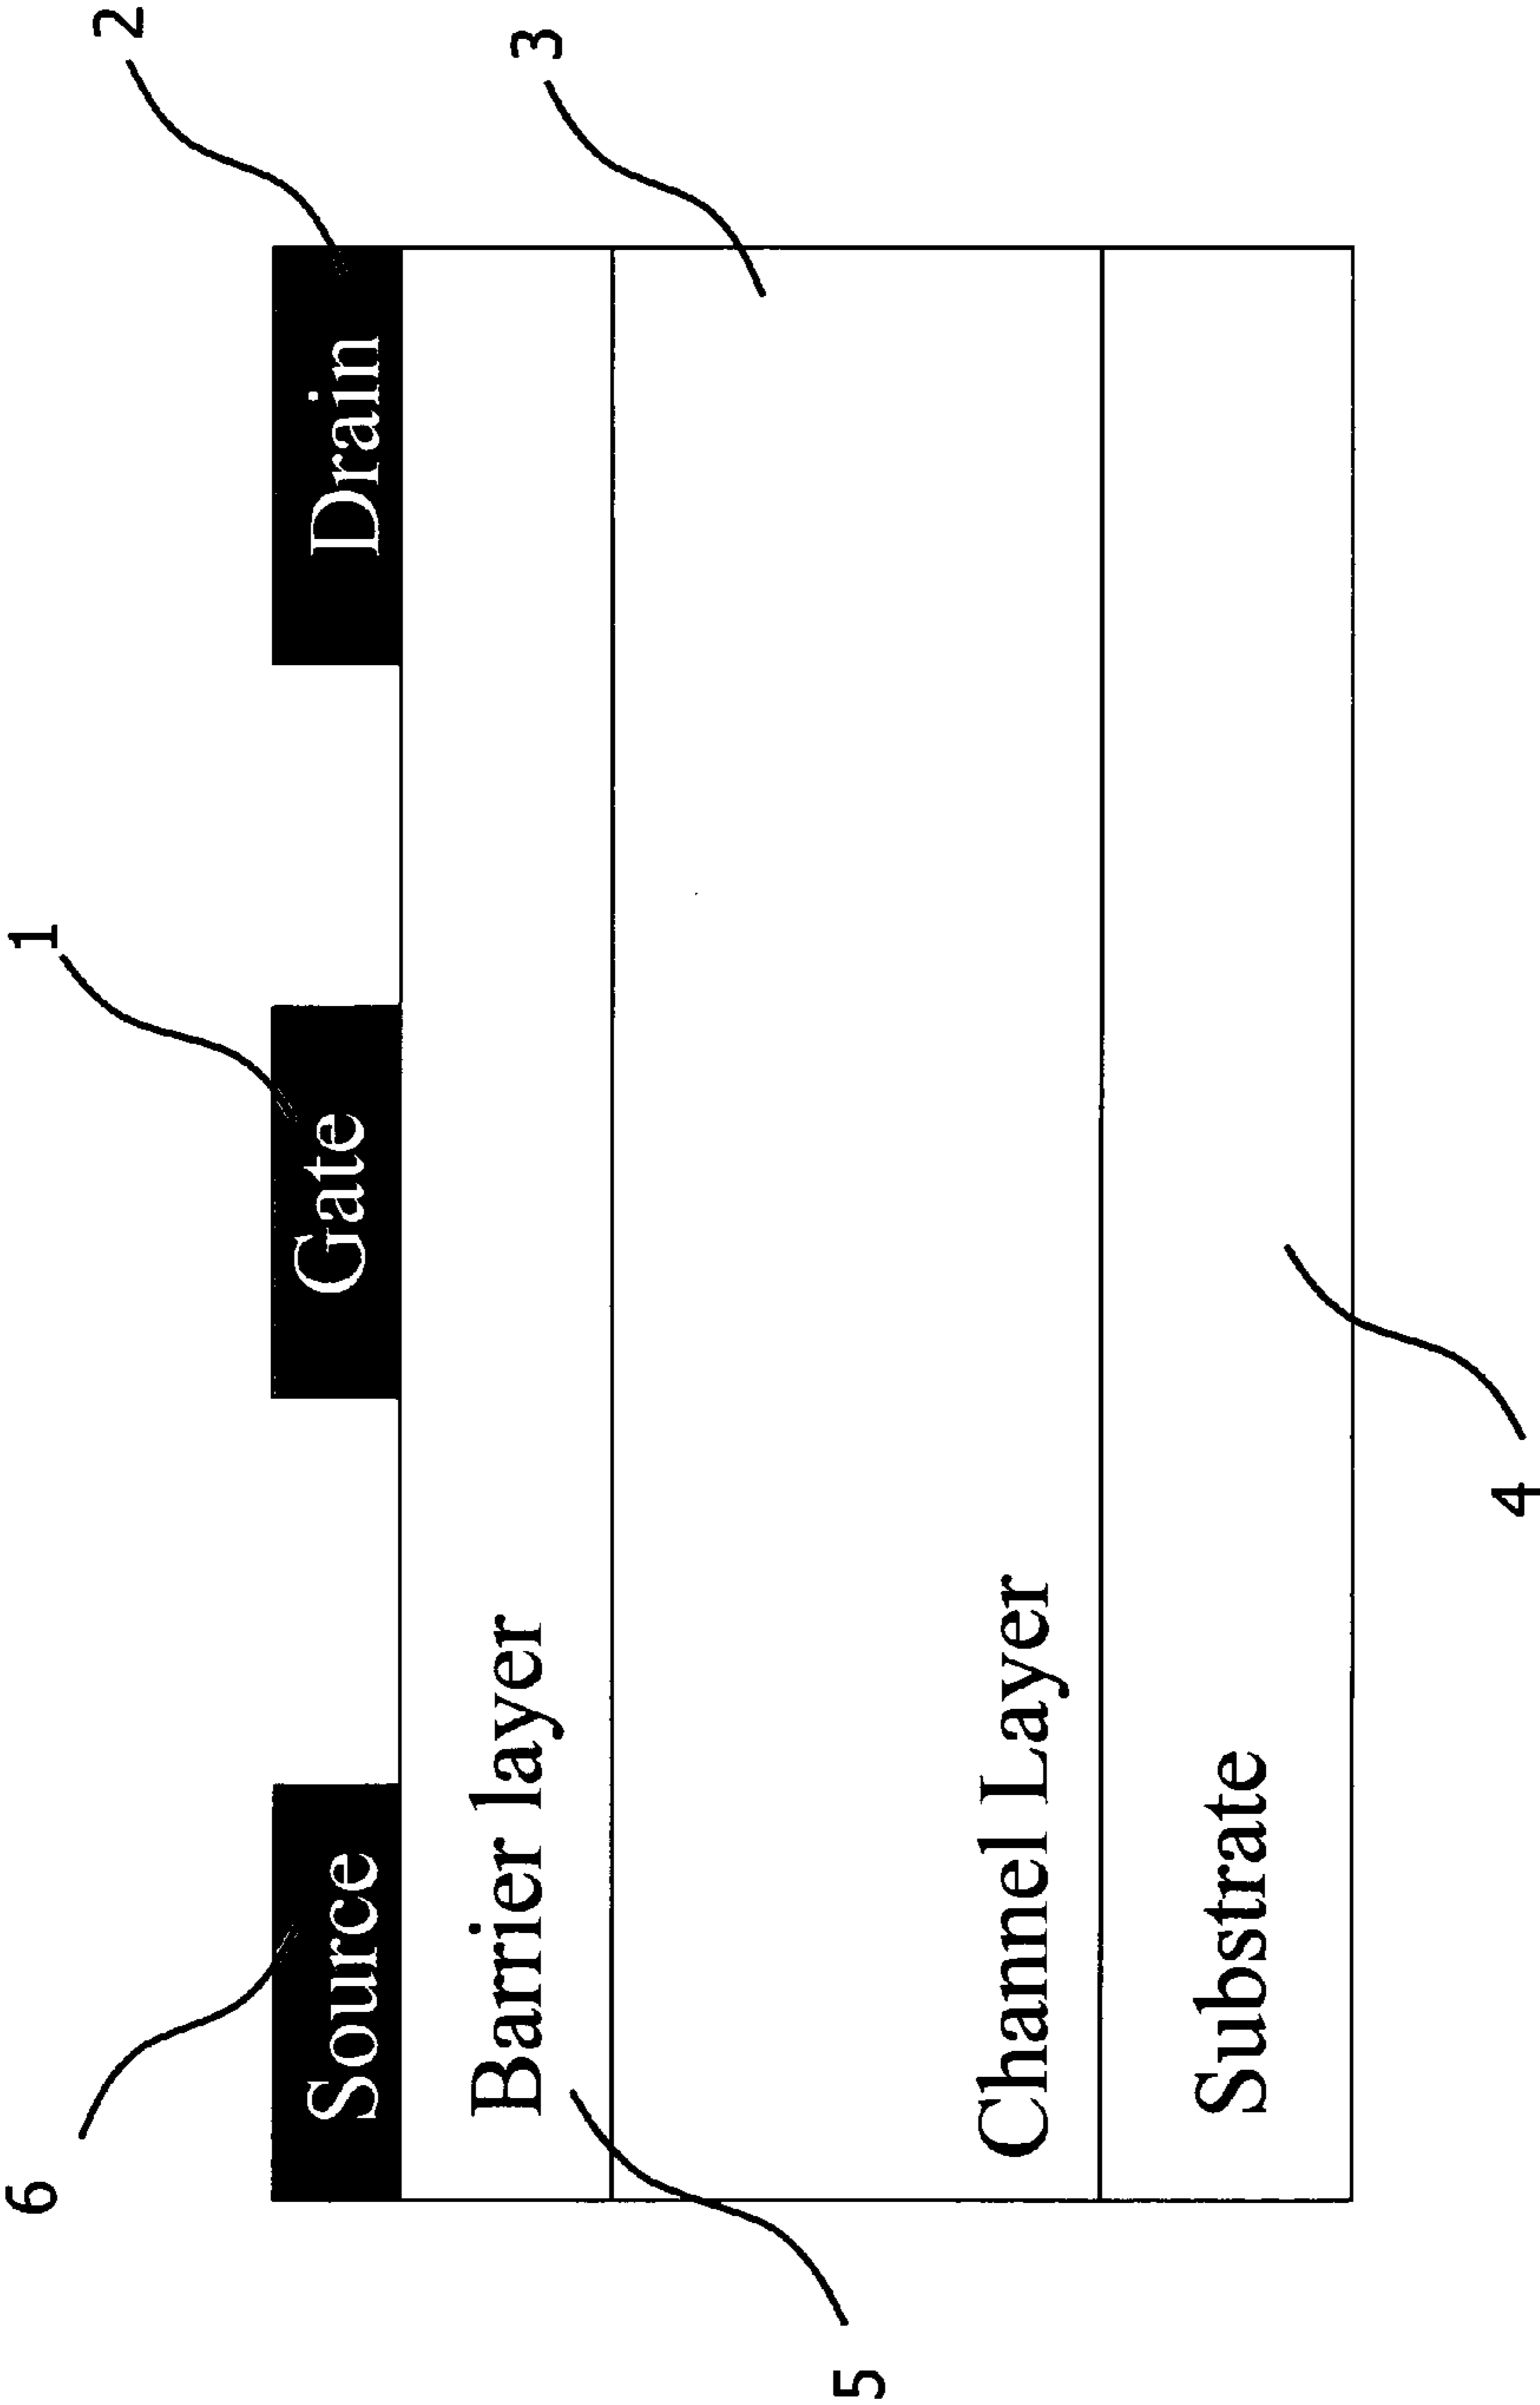 6
1
2
Source
Gate
Drain
3
Barrier layer
5
Channel Layer
Substrate
4